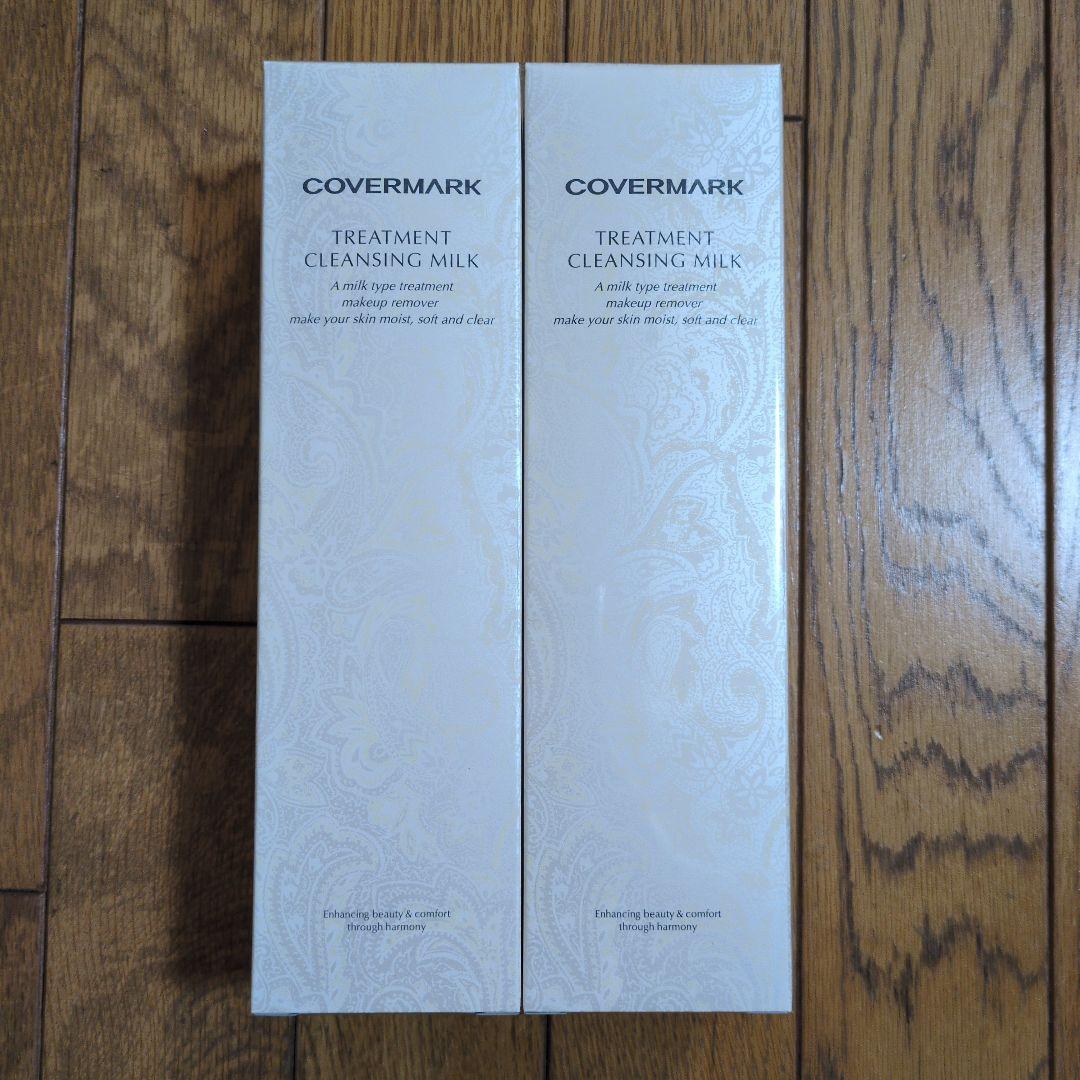 COVERMARK
TREATMENT
CLEANSING MILK
A milk type treatment
makeup remover
make your skin moist, soft and clear
Enhancing beauty & comfort
through harmony
COVERMARK
TREATMENT
CLEANSING MILK
A milk type treatment
makeup remover
make your skin moist, soft and clear
Enhancing beauty & comfort
through harmony